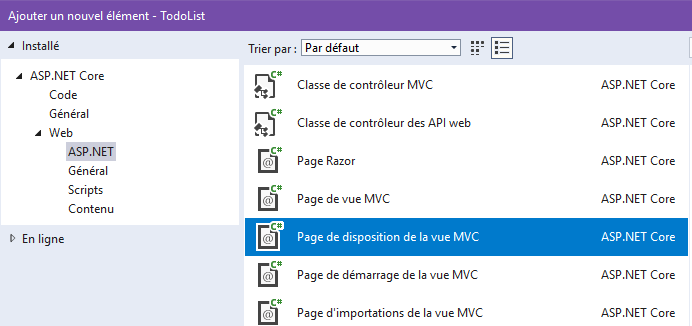 Ajouter un nouvel élément - TodoList
Installé
Trier par : Par défaut
ASP.NET Core
Code
Général
Web
ASP.NET
Général
Scripts
Contenu
En ligne
C# Classe de contrôleur MVC ASP.NET Core
C# Classe de contrôleur des API web ASP.NET Core
C# @ Page Razor ASP.NET Core
C# @ Page de vue MVC ASP.NET Core
C# @ Page de disposition de la vue MVC ASP.NET Core
C# @ Page de démarrage de la vue MVC ASP.NET Core
C# @ Page d'importations de la vue MVC ASP.NET Core